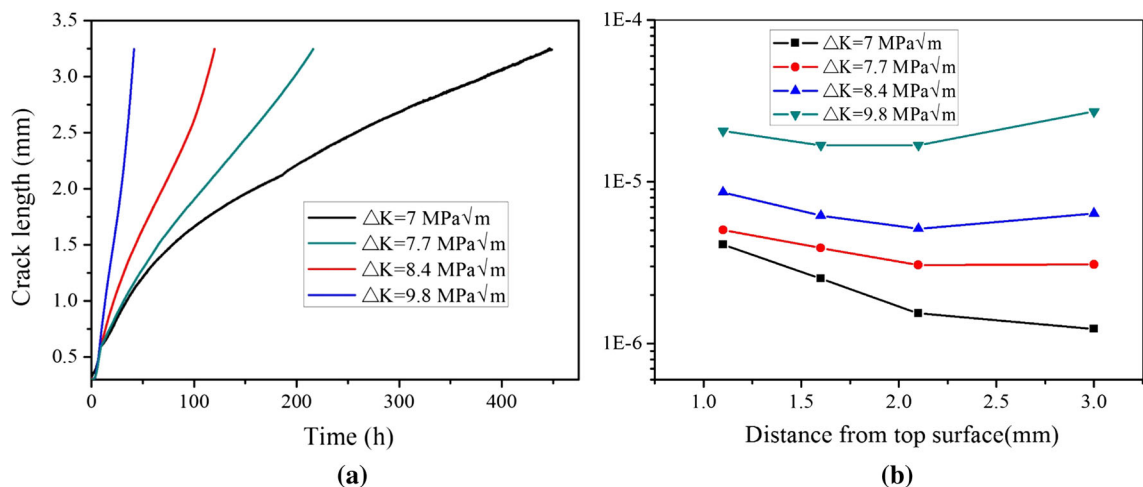 3.5
3.0
2.5
2.0
1.5
1.0
0.5
Crack length (mm)
△K=7 MPa√m
△K=7.7 MPa√m
△K=8.4 MPa√m
△K=9.8 MPa√m
0 100 200 300 400
Time (h)
(a)
1E-4
1E-5
1E-6
△K=7 MPa√m
△K=7.7 MPa√m
△K=8.4 MPa√m
△K=9.8 MPa√m
1.0 1.5 2.0 2.5 3.0
Distance from top surface(mm)
(b)